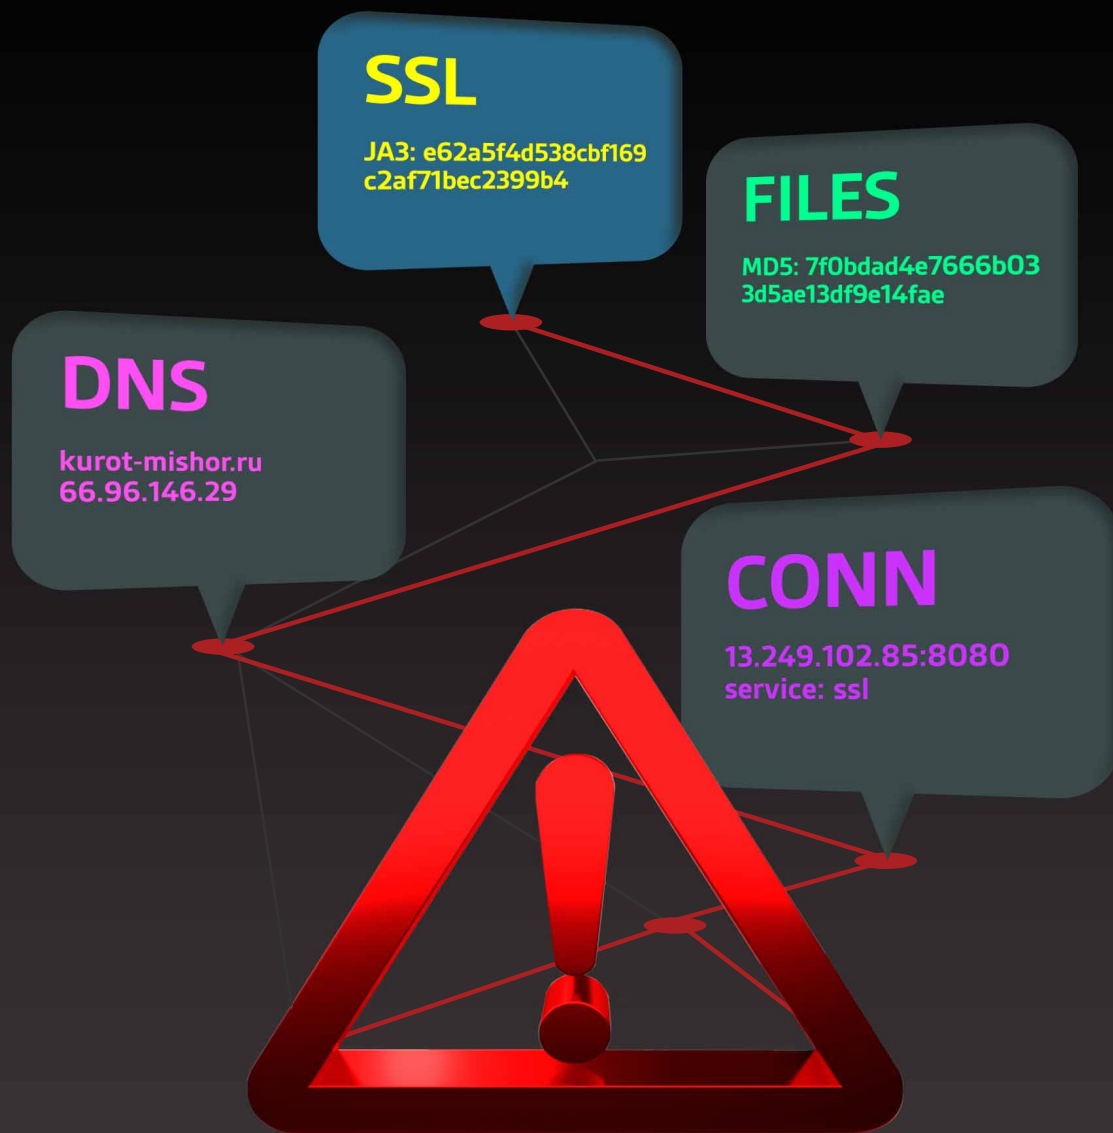 SSL
JA3: e62a5f4d538cbf169
c2af71bec2399b4
FILES
MD5: 7f0bdad4e7666b03
3d5ae13df9e14fae
DNS
kurot-mishor.ru
66.96.146.29
CONN
13.249.102.85:8080
service: ssl